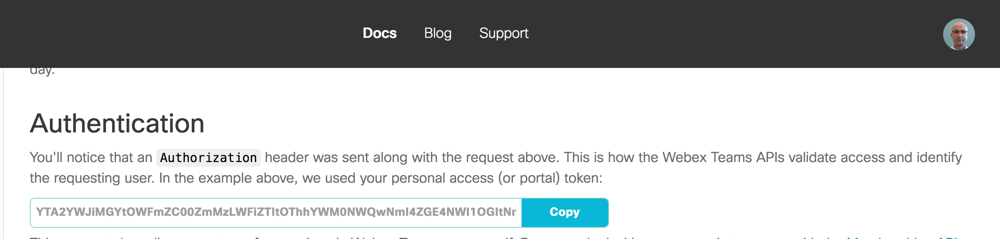 Docs Blog Support
day.
Authentication
You'll notice that an Authorization header was sent along with the request above. This is how the Webex Teams APIs validate access and identify
the requesting user. In the example above, we used your personal access (or portal) token:
YTA2YWJiMGYtOWFmZC00ZmMzLWFiZTItOThhYWM0NWQwNmI4ZGE4NWI1OGItNr Copy